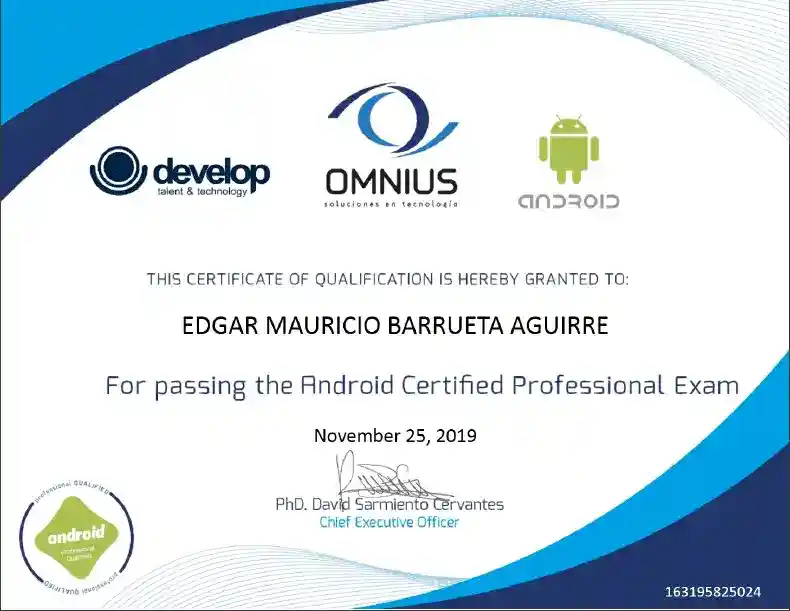 develop
talent & technology
OMNIUS
soluciones en tecnología
ANDROID
THIS CERTIFICATE OF QUALIFICATION IS HEREBY GRANTED TO:
EDGAR MAURICIO BARRUETA AGUIRRE
For passing the Android Certified Professional Exam
November 25, 2019
PhD. David Sarmiento Cervantes
Chief Executive Officer
professional QUALIFIED
android
professional
Qualified
professional QUALIFIED
163195825024